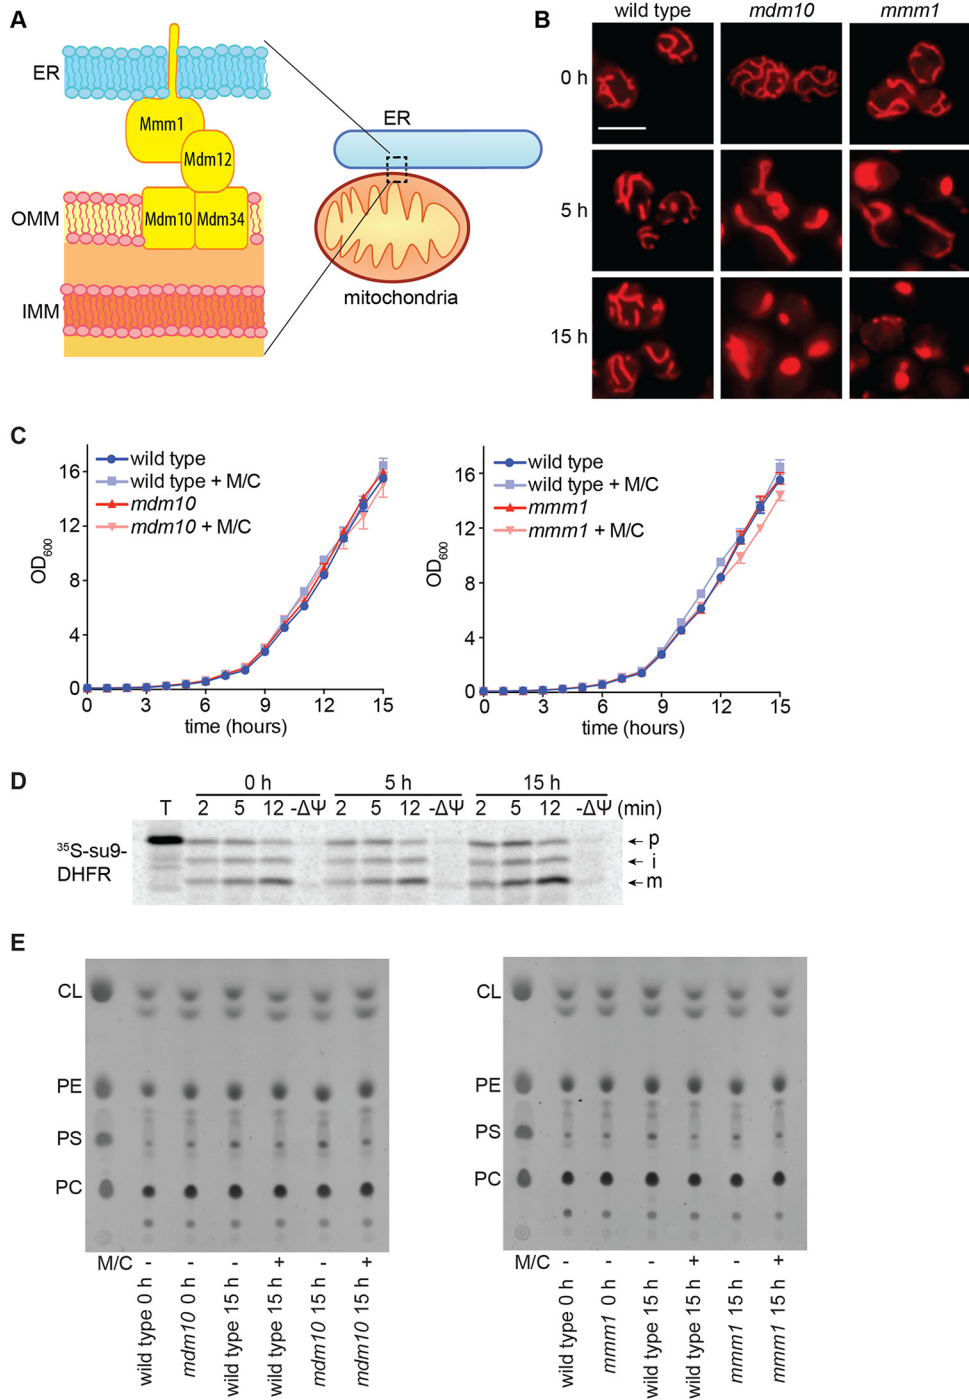 A
ER
Mmm1
Mdm12
OMM
Mdm10
Mdm34
IMM
ER
mitochondria
B
wild type
mdm10
mmm1
0 h
5 h
15 h
C
wild type
wild type + M/C
mdm10
mdm10 + M/C
OD600
16
12
8
4
0
0 3 6 9 12 15
time (hours)
wild type
wild type + M/C
mmm1
mmm1 + M/C
OD600
16
12
8
4
0
0 3 6 9 12 15
time (hours)
D
0 h 5 h 15 h
T 2 5 12 -ΔΨ 2 5 12 -ΔΨ 2 5 12 -ΔΨ (min)
35S-su9-
DHFR
p
i
m
E
CL
PE
PS
PC
M/C - - - + - +
wild type 0 h
mdm10 0 h
wild type 15 h
wild type 15 h
mdm10 15 h
mdm10 15 h
CL
PE
PS
PC
M/C - - - + - +
wild type 0 h
mmm1 0 h
wild type 15 h
wild type 15 h
mmm1 15 h
mmm1 15 h